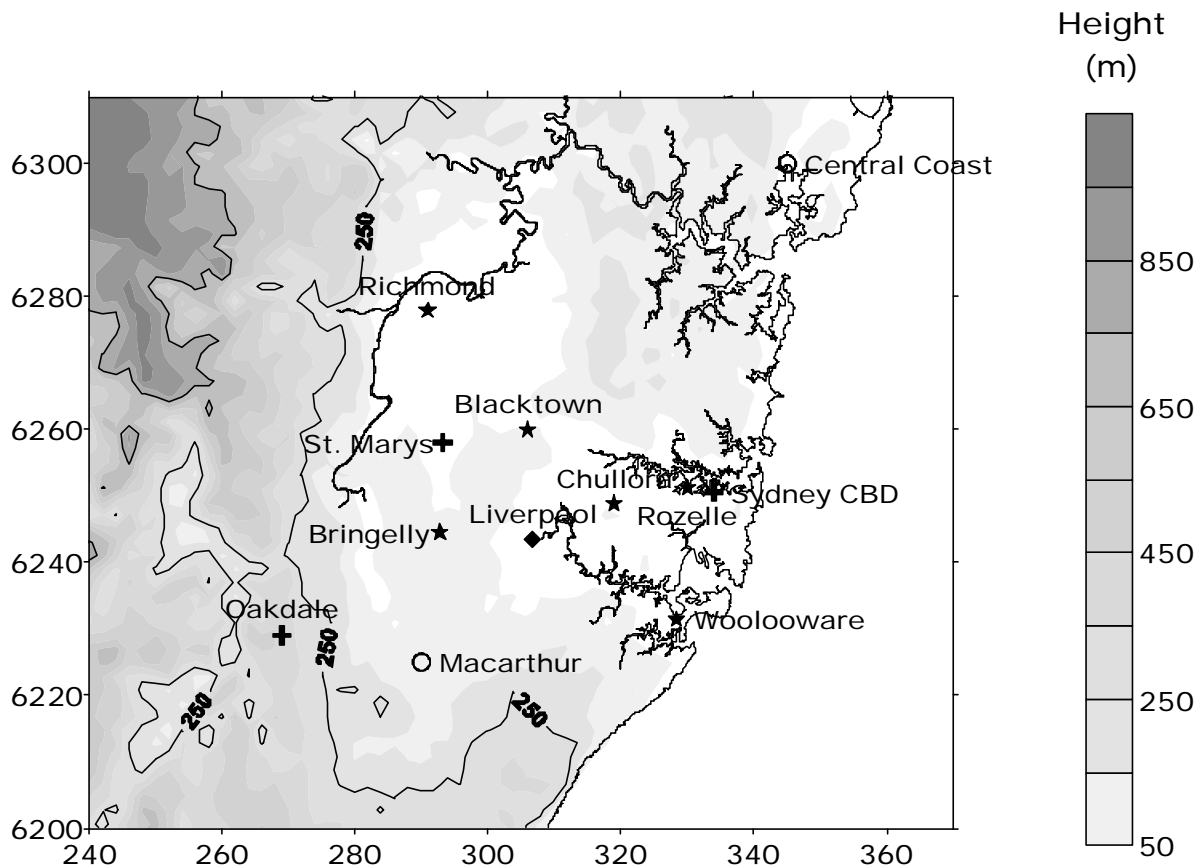 Height
(m)
6300
Central Coast
250
850
6280
Richmond
Blacktown
650
6260
St. Marys
Chullora
Sydney CBD
Liverpool
Rozelle
Bringelly
450
6240
Oakdale
Woolooware
250
Macarthur
6220
250
250
250
6200
240
260
280
300
320
340
360
50